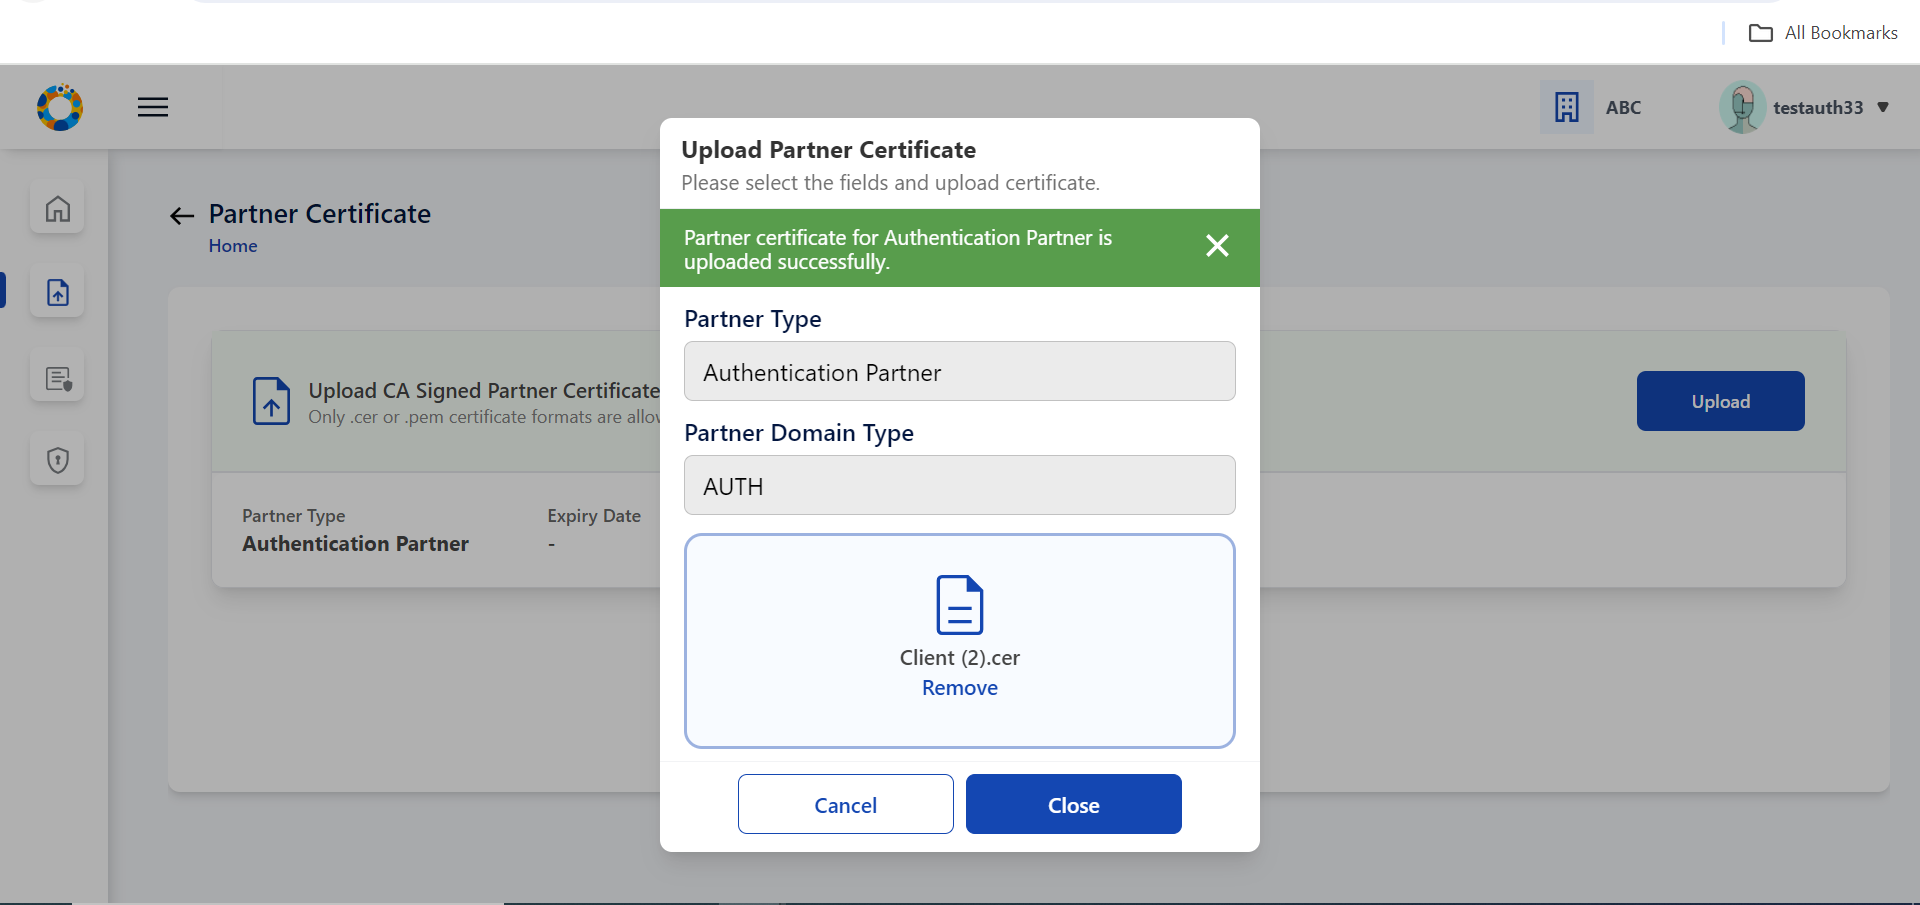 All Bookmarks
ABC
testauth33
Upload Partner Certificate
Please select the fields and upload certificate.
Partner certificate for Authentication Partner is
uploaded successfully.
Partner Type
Authentication Partner
Partner Domain Type
AUTH
Client (2).cer
Remove
Cancel
Close
Partner Certificate
Home
Upload CA Signed Partner Certificate
Only .cer or .pem certificate formats are
Upload
Partner Type
Authentication Partner
Expiry Date
-